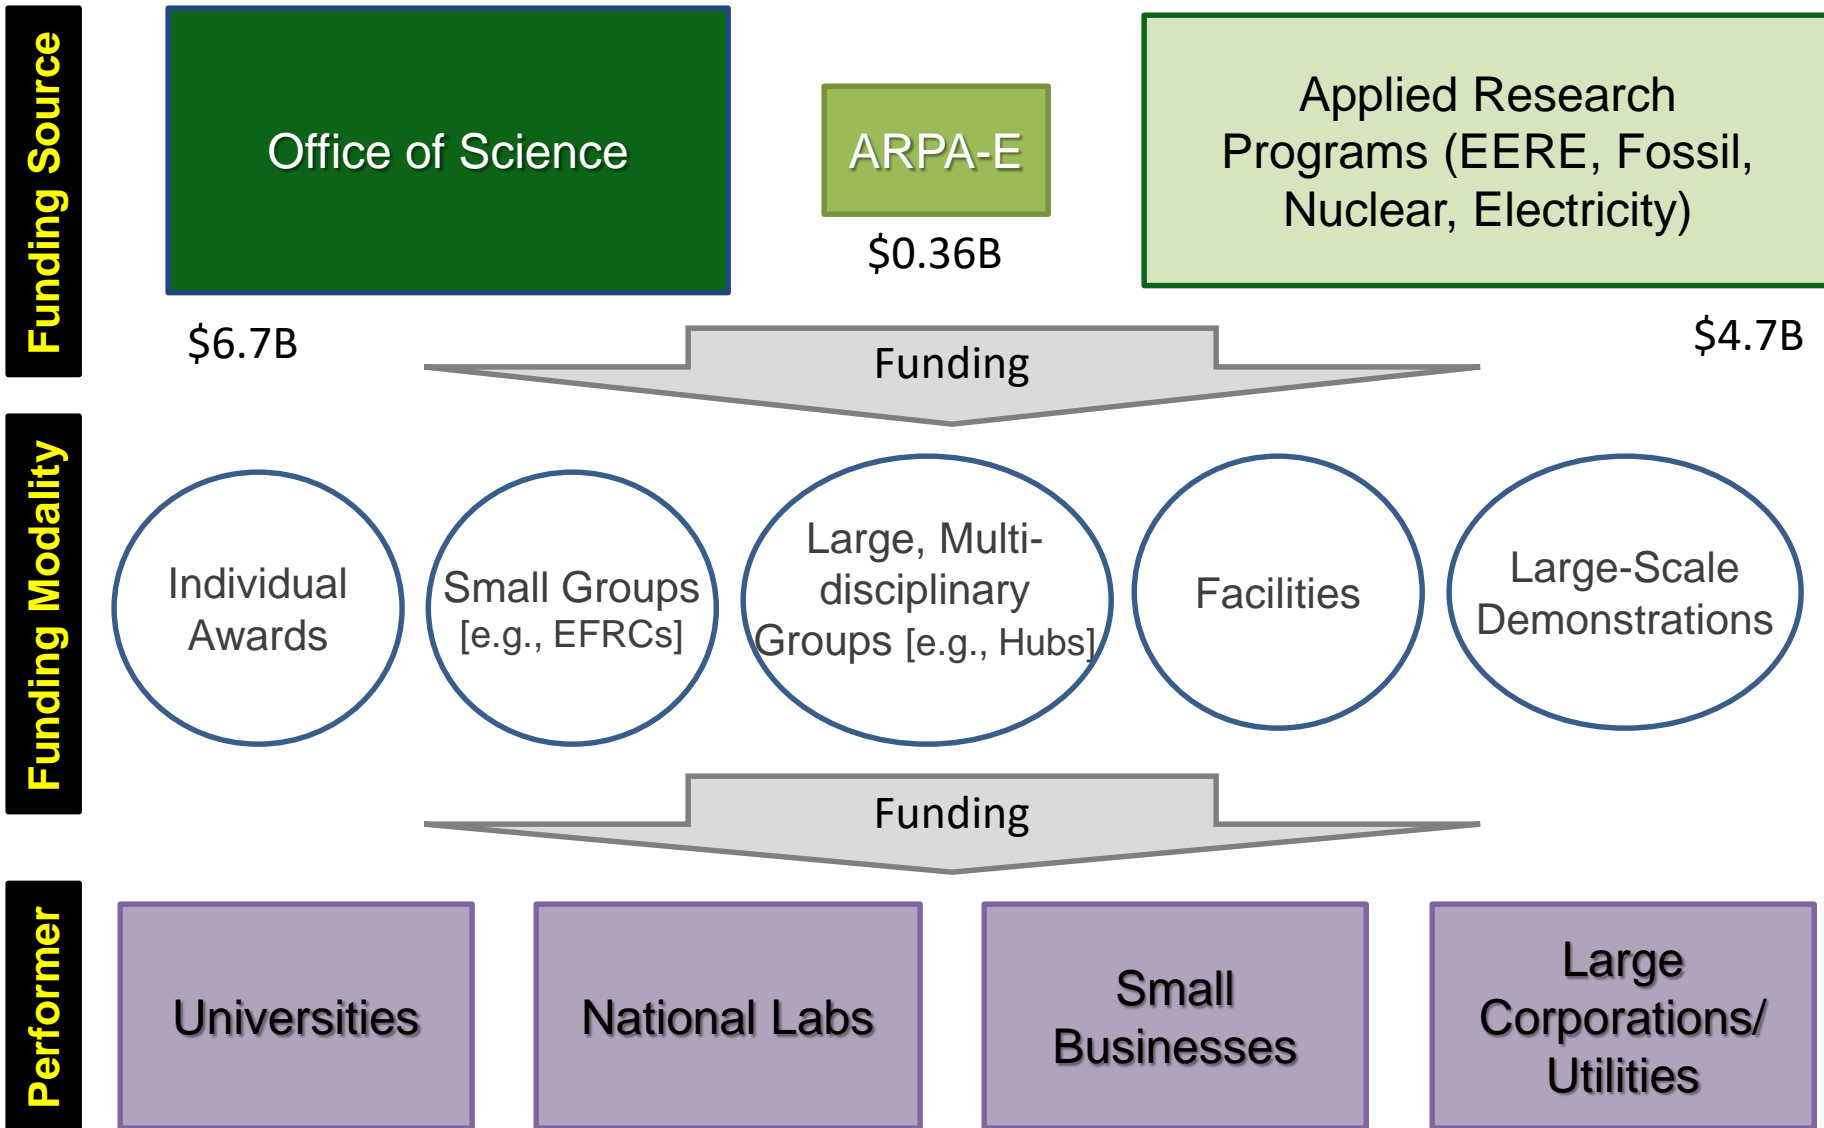 Funding Source
Office of Science
ARPA-E
Applied Research
Programs (EERE, Fossil,
Nuclear, Electricity)
$0.36B
$6.7B
$4.7B
Funding
Funding Modality
Individual
Awards
Small Groups
[e.g., EFRCs]
Large, Multi-
disciplinary
Groups [e.g., Hubs]
Facilities
Large-Scale
Demonstrations
Funding
Performer
Universities
National Labs
Small
Businesses
Large
Corporations/
Utilities